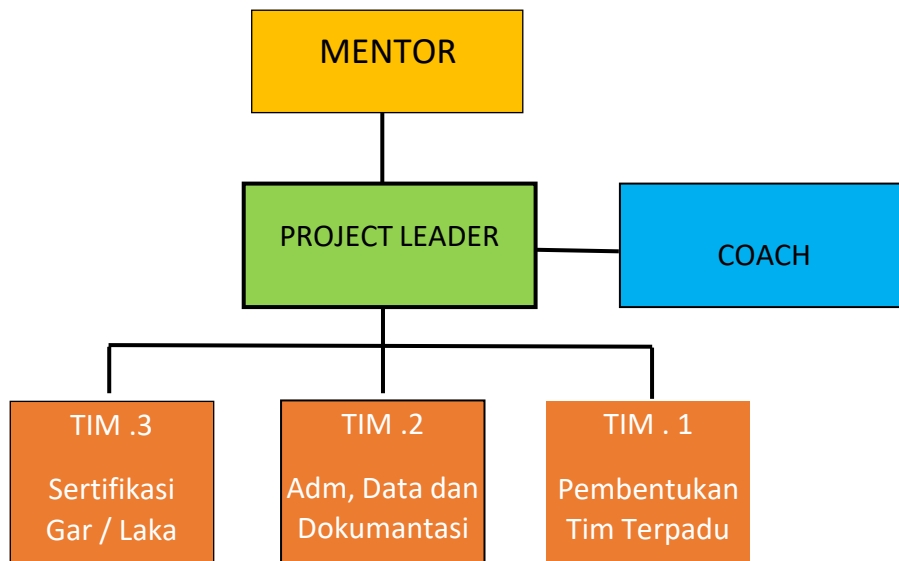 MENTOR
PROJECT LEADER
COACH
TIM .3
Sertifikasi
Gar / Laka
TIM .2
Adm, Data dan
Dokumantasi
TIM . 1
Pembentukan
Tim Terpadu